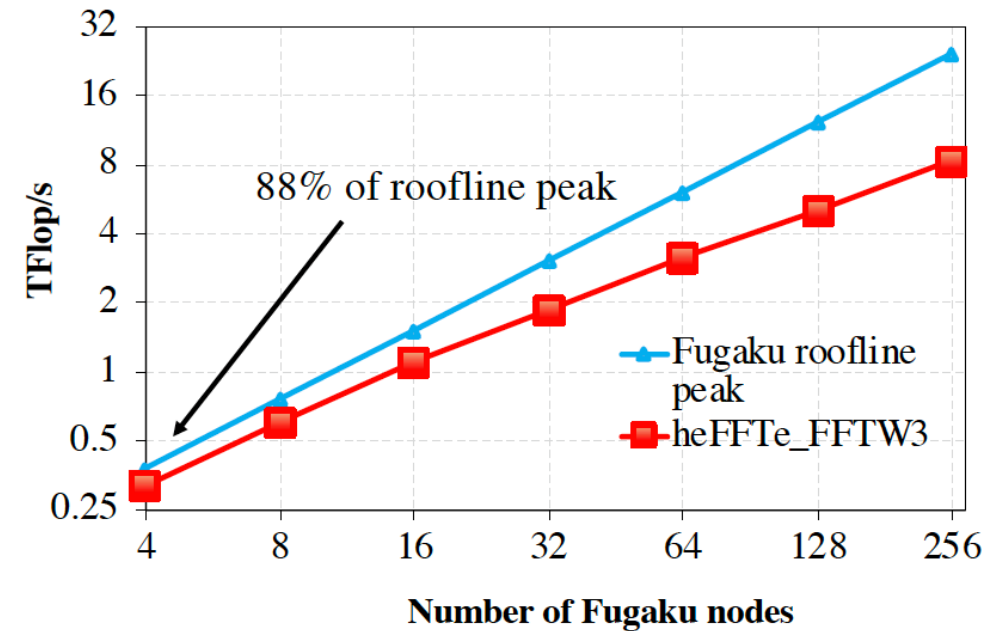 32
16
8
4
2
1
0.5
0.25
TFlop/s
88% of roofline peak
Fugaku roofline
peak
heFFTe_FFTW3
4 8 16 32 64 128 256
Number of Fugaku nodes